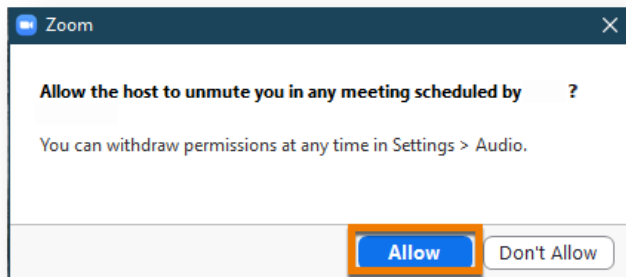 Zoom
Allow the host to unmute you in any meeting scheduled by ?
You can withdraw permissions at any time in Settings > Audio.
Allow
Don't Allow